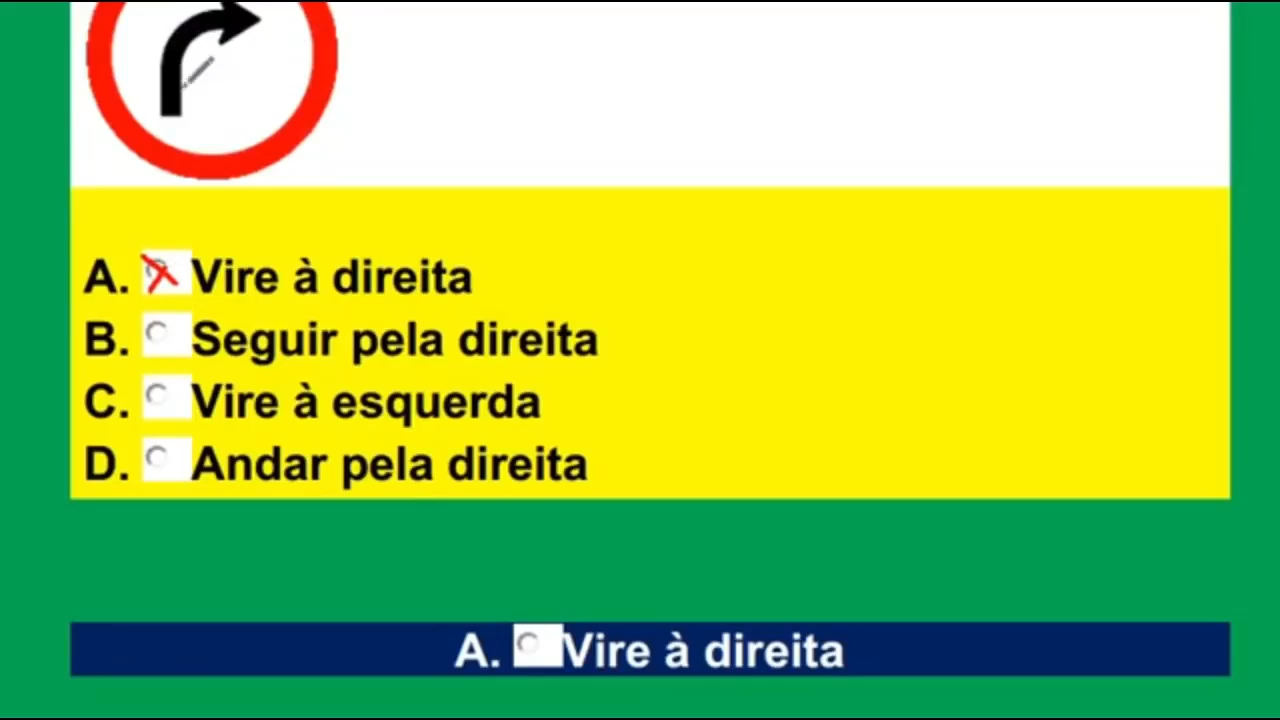 A. Vire à direita
B. Seguir pela direita
C. Vire à esquerda
D. Andar pela direita
A. Vire à direita